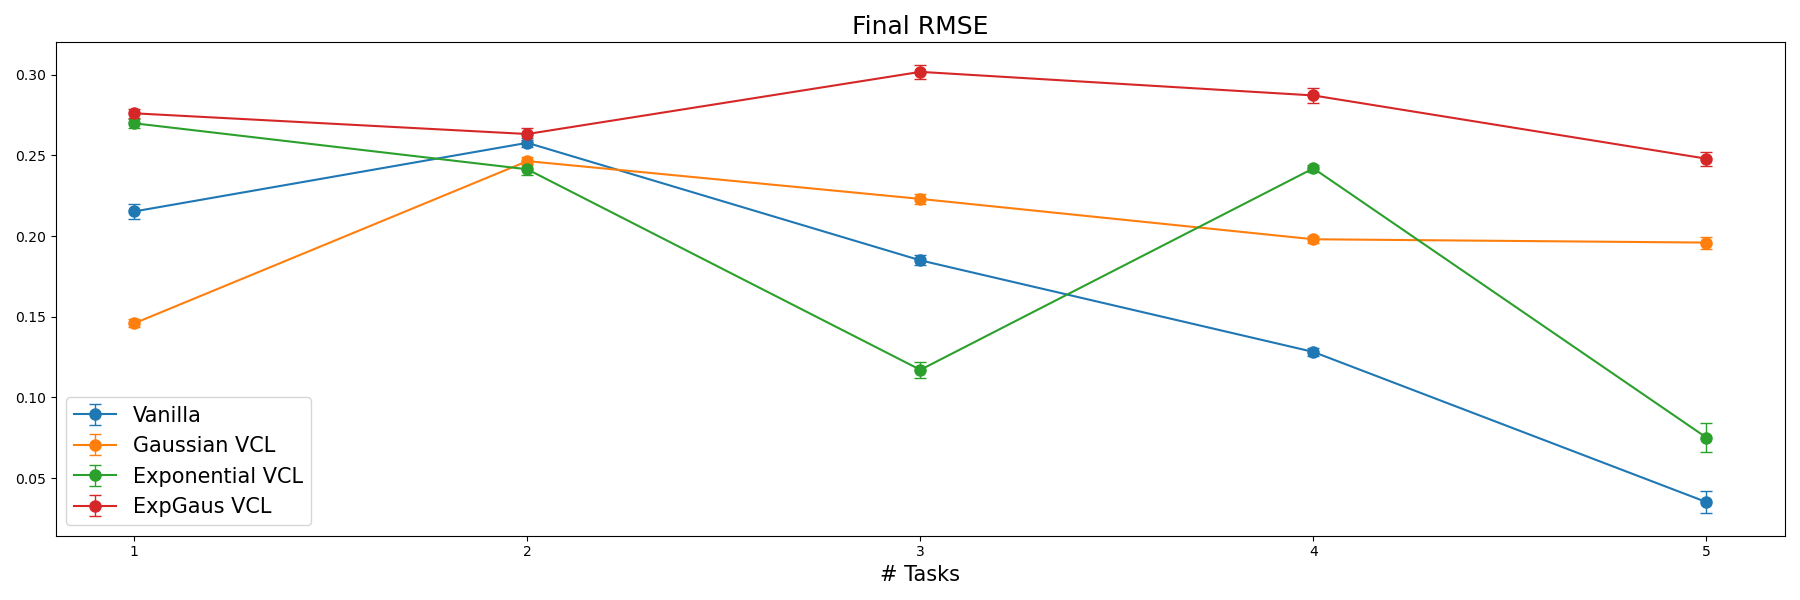 Final RMSE
0.30
0.25
0.20
0.15
0.10
0.05
Vanilla
Gaussian VCL
Exponential VCL
ExpGaus VCL
1 2 3 4 5
# Tasks